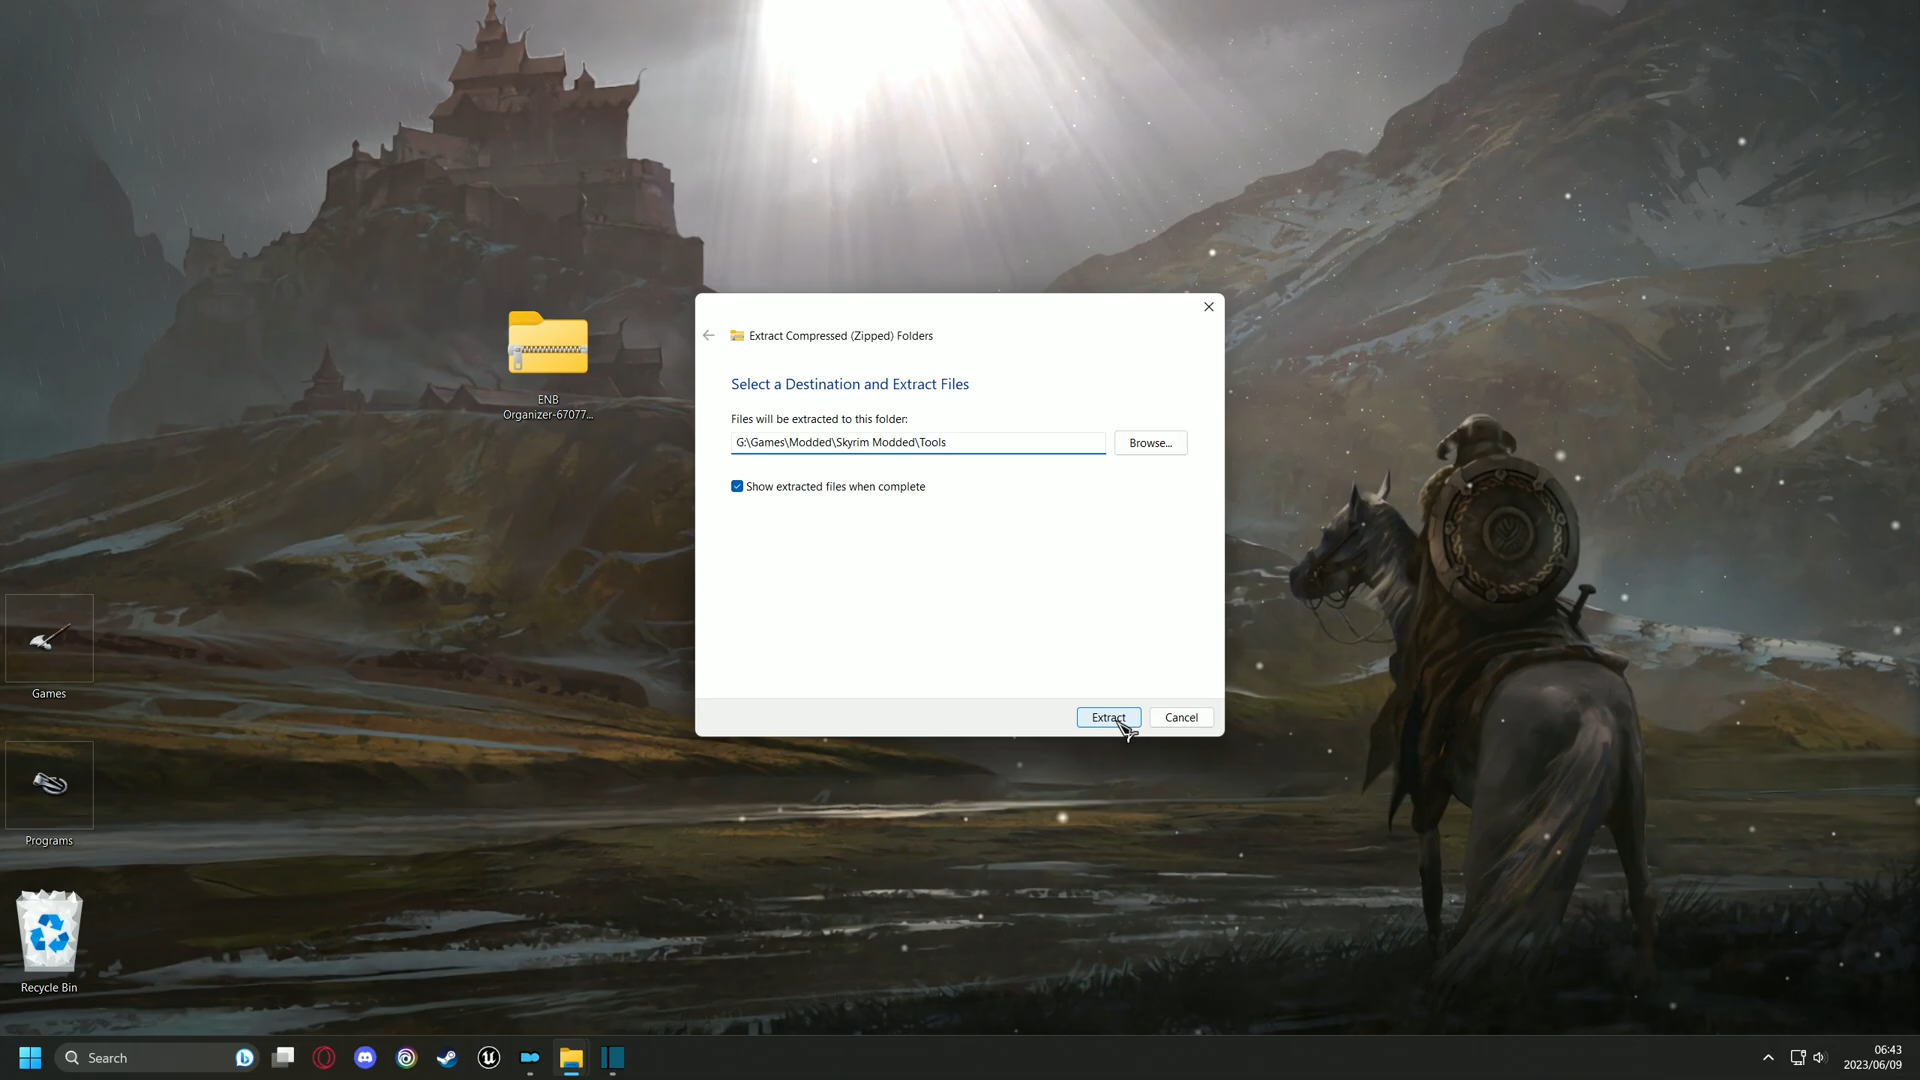 ENB
Organizer-67077...
Extract Compressed (Zipped) Folders
Select a Destination and Extract Files
Files will be extracted to this folder:
G:\Games\Modded\Skyrim Modded\Tools
Browse...
Show extracted files when complete
Extract
Cancel
Games
Programs
Recycle Bin
Search
06:43
2023/06/09